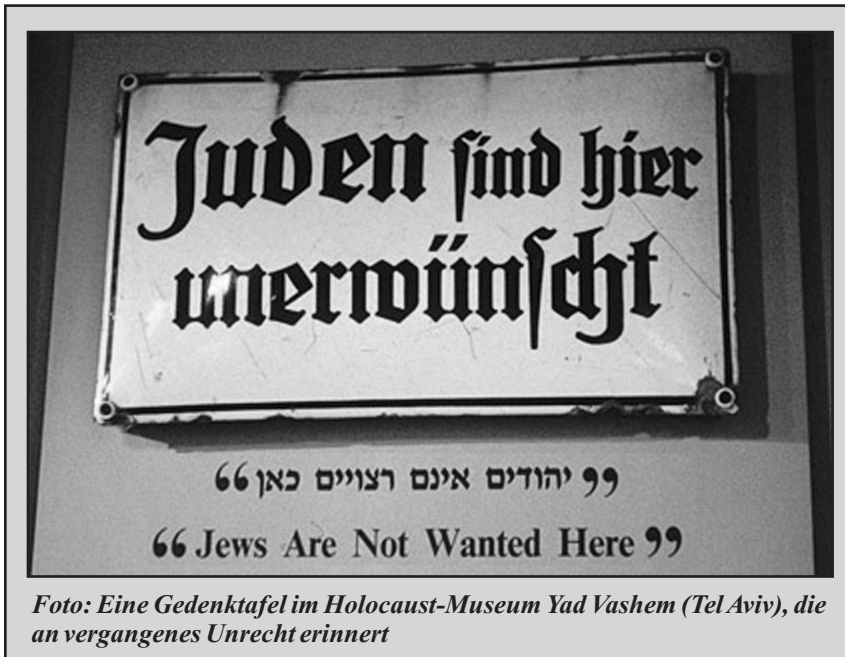 Juden sind hier
unerwünscht
” יהודים אינם רצויים כאן “
“ Jews Are Not Wanted Here ”
Foto: Eine Gedenktafel im Holocaust-Museum Yad Vashem (Tel Aviv), die
an vergangenes Unrecht erinnert